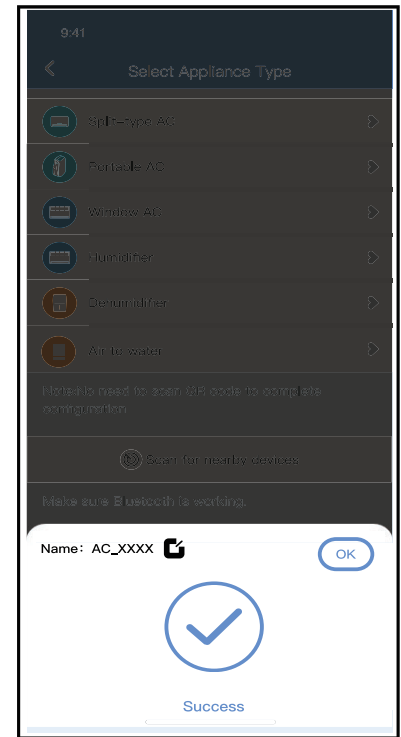 9:41
Select Appliance Type
Split-type AC
Portable AC
Window AC
Humidifier
Dehumidifier
Air to water
Note:No need to scan QR code to complete
configuration
Scan for nearby devices
Make sure Bluetooth is working.
Name: AC_XXXX
OK
Success